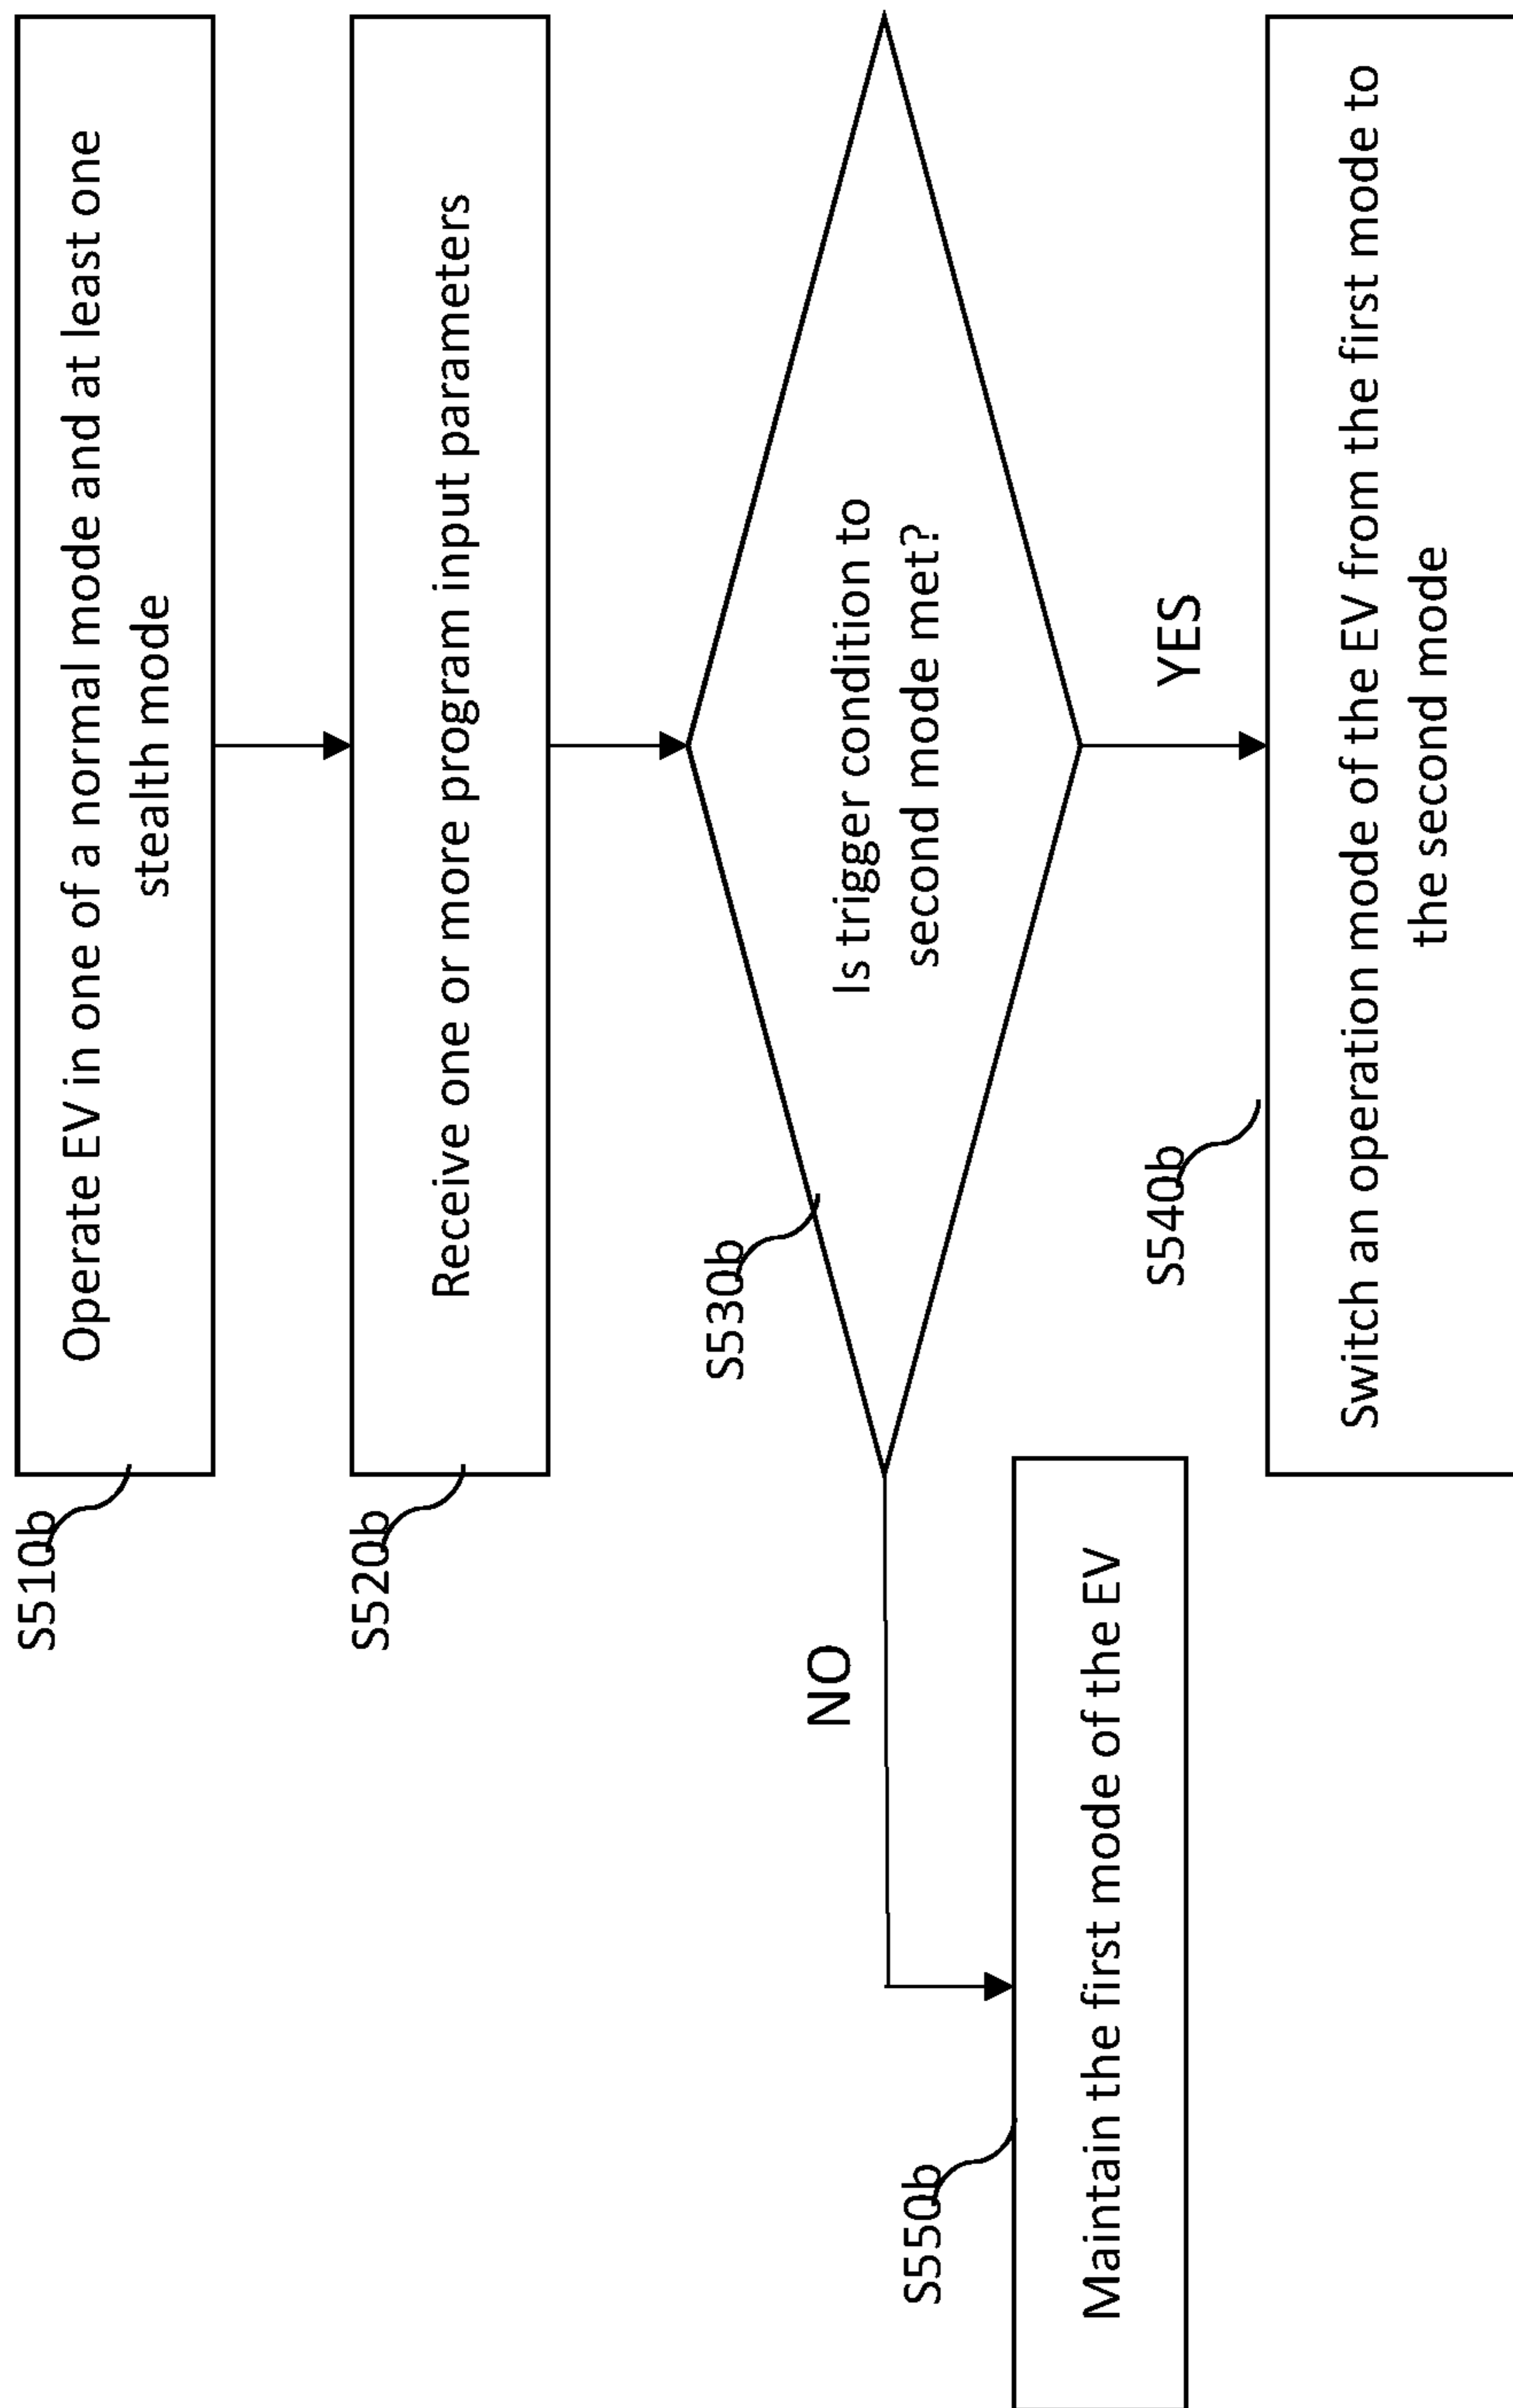 S510b
Operate EV in one of a normal mode and at least one
stealth mode
S520b
Receive one or more program input parameters
S530b
Is trigger condition to
second mode met?
NO
YES
S550b
Maintain the first mode of the EV
S540b
Switch an operation mode of the EV from the first mode to
the second mode